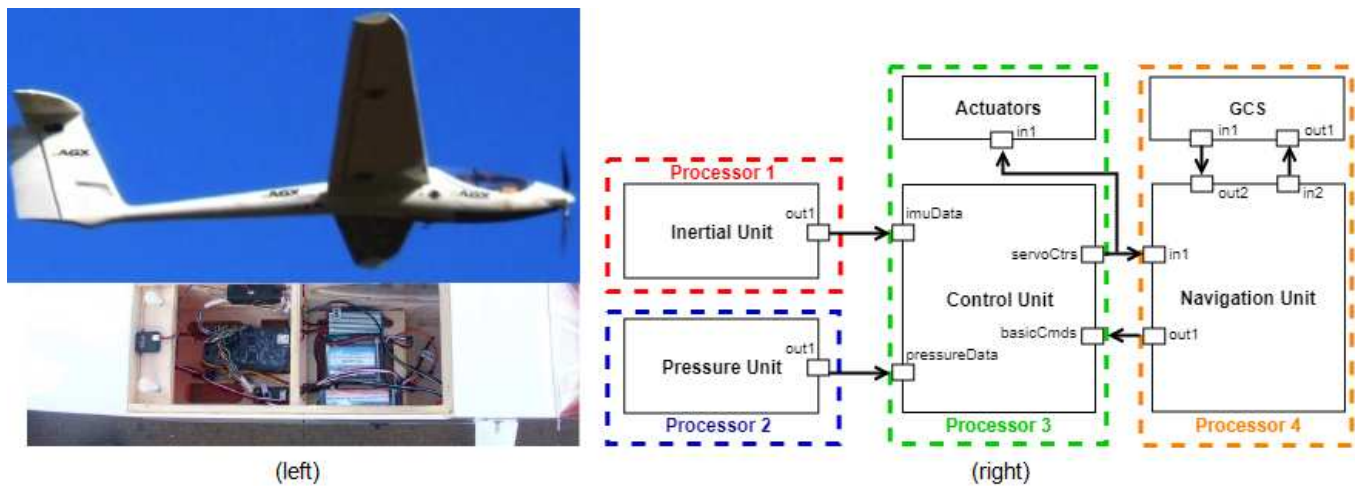 AGX
AGX
AGX
(left)
Processor 1
Inertial Unit
out1
Processor 2
Pressure Unit
out1
Processor 3
Actuators
in1
Control Unit
imuData
pressureData
servoCtrs
basicCmds
Processor 4
GCS
in1
out1
out2
in2
in1
Navigation Unit
out1
(right)